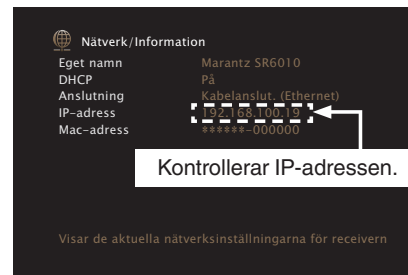 Nätverk/Information
Eget namn Marantz SR6010
DHCP På
Anslutning Kabelanslut. (Ethernet)
IP-adress 192.168.100.19
Mac-adress ******-000000
Kontrollerar IP-adressen.
Visar de aktuella nätverksinställningarna för receivern